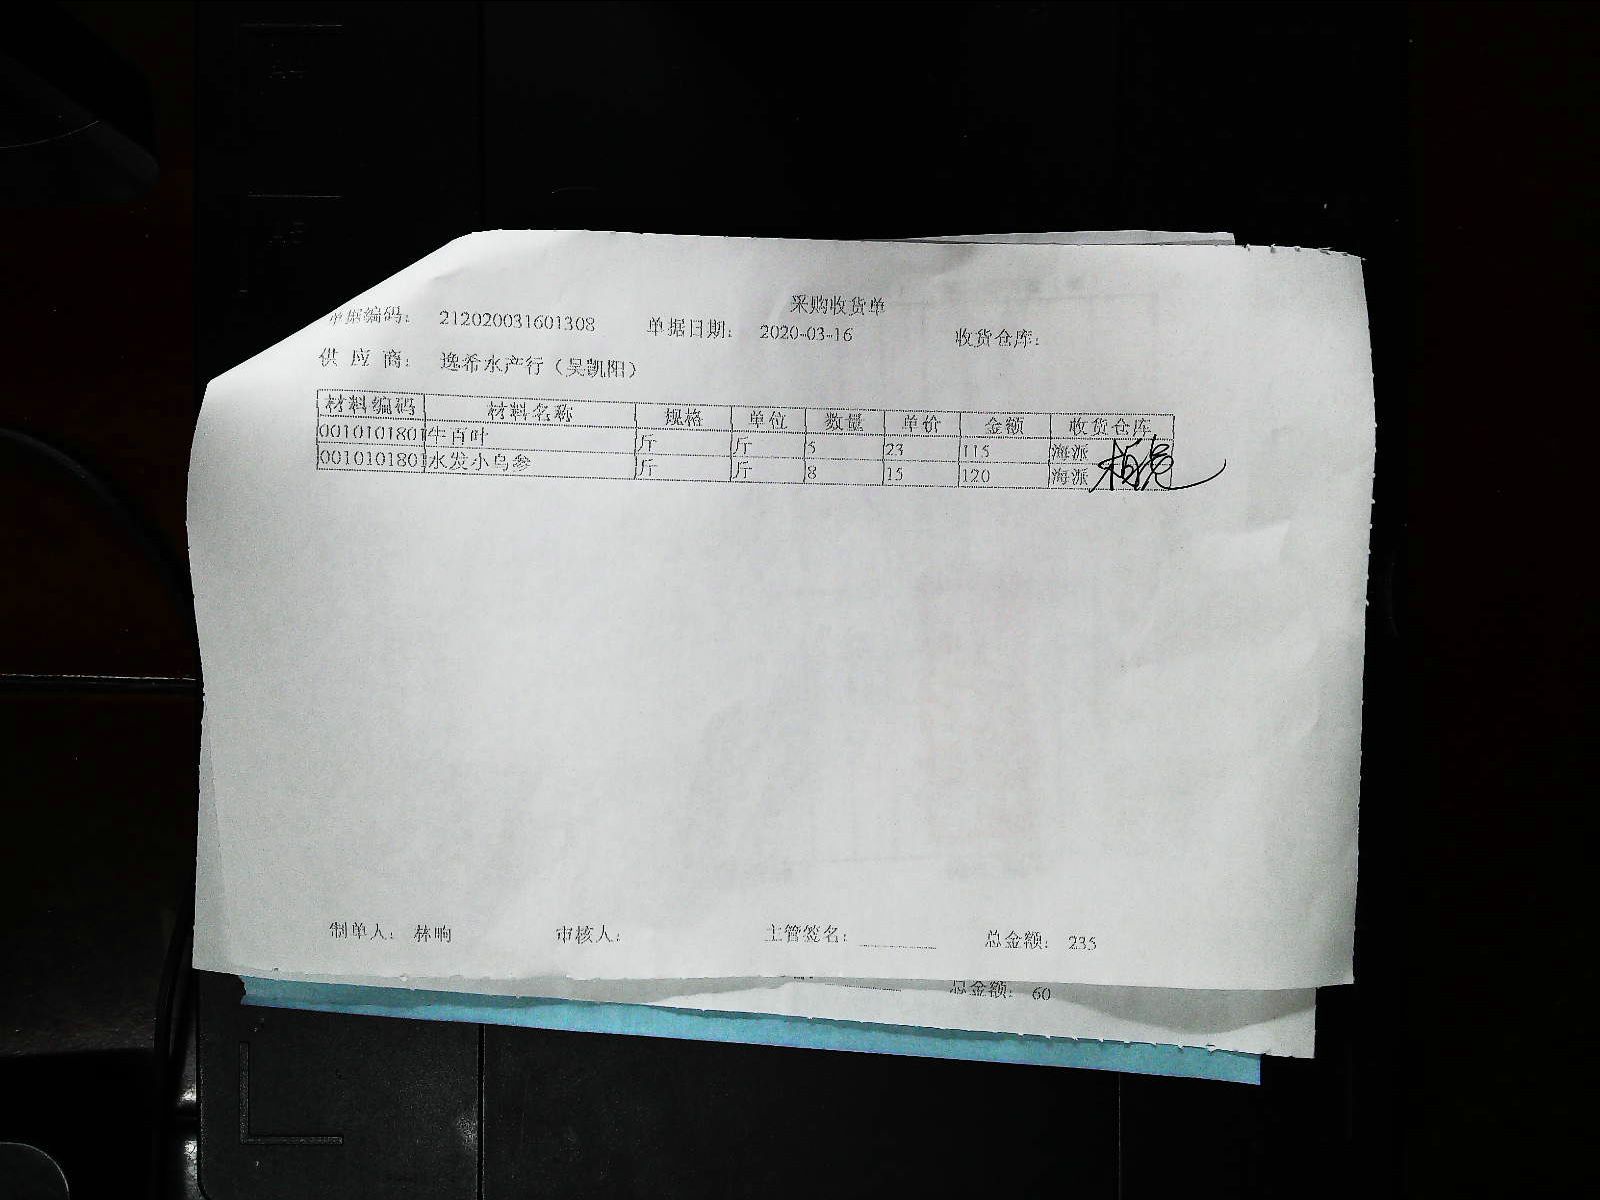 采购收货单
单据编码： 212020031601308 单据日期： 2020-03-16 收货仓库：
供 应 商： 逸希水产行（吴凯阳）
材料编码 材料名称 规格 单位 数量 单价 金额 收货仓库
0010101801 牛百叶 斤 斤 5 23 115 海派
0010101801 水发小乌参 斤 斤 8 15 120 海派
制单人： 林晌 审核人： 主管签名： 总金额： 235
总金额： 60